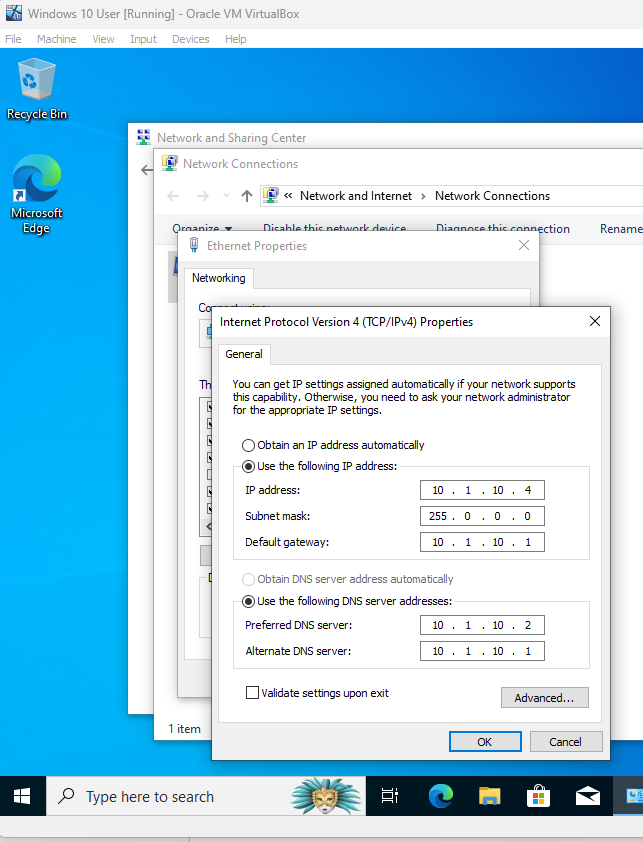 Windows 10 User [Running] - Oracle VM VirtualBox
File Machine View Input Devices Help
Recycle Bin
Microsoft
Edge
Network and Sharing Center
Network Connections
« Network and Internet > Network Connections
Organize Disable this network device Diagnose this connection Rename
Ethernet Properties
Networking
Internet Protocol Version 4 (TCP/IPv4) Properties
General
You can get IP settings assigned automatically if your network supports
this capability. Otherwise, you need to ask your network administrator
for the appropriate IP settings.
Obtain an IP address automatically
Use the following IP address:
IP address: 10 . 1 . 10 . 4
Subnet mask: 255 . 0 . 0 . 0
Default gateway: 10 . 1 . 10 . 1
Obtain DNS server address automatically
Use the following DNS server addresses:
Preferred DNS server: 10 . 1 . 10 . 2
Alternate DNS server: 10 . 1 . 10 . 1
Validate settings upon exit
Advanced...
OK Cancel
1 item
Type here to search